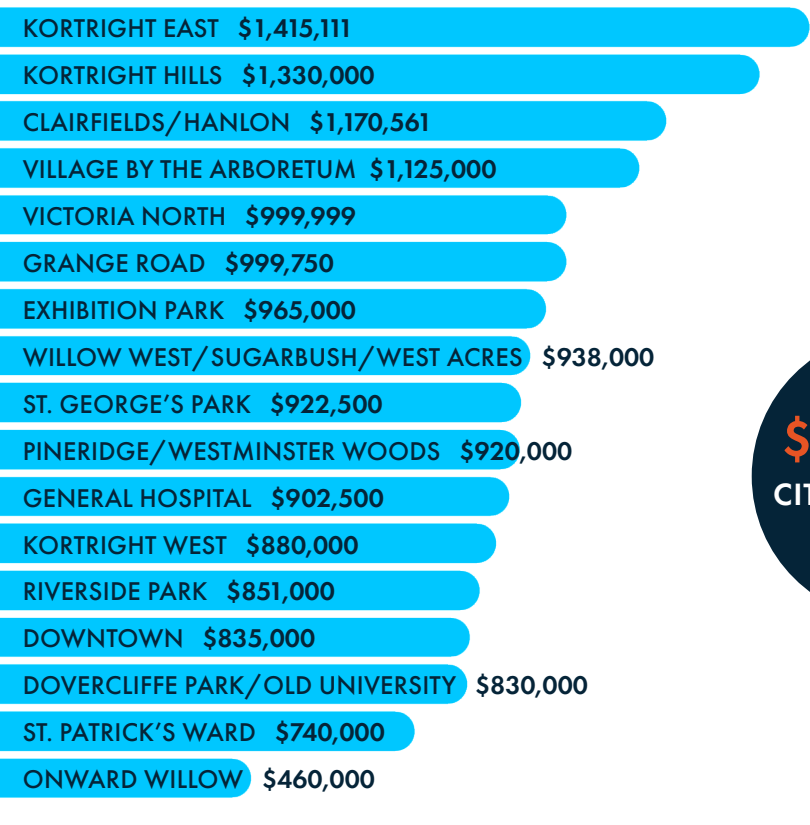 KORTRIGHT EAST $1,415,111
KORTRIGHT HILLS $1,330,000
CLAIRFIELDS/HANLON $1,170,561
VILLAGE BY THE ARBORETUM $1,125,000
VICTORIA NORTH $999,999
GRANGE ROAD $999,750
EXHIBITION PARK $965,000
WILLOW WEST/SUGARBUSH/WEST ACRES $938,000
ST. GEORGE’S PARK $922,500
PINERIDGE/WESTMINSTER WOODS $920,000
GENERAL HOSPITAL $902,500
KORTRIGHT WEST $880,000
RIVERSIDE PARK $851,000
DOWNTOWN $835,000
DOVERCLIFFE PARK/OLD UNIVERSITY $830,000
ST. PATRICK’S WARD $740,000
ONWARD WILLOW $460,000
$